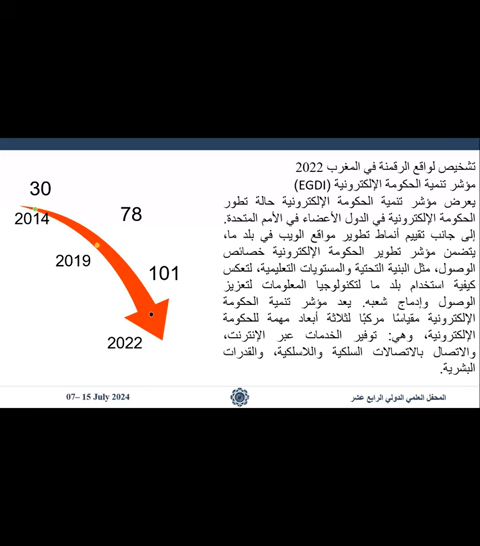 تشخيص لواقع الرقمنة في المغرب 2022
مؤشر تنمية الحكومة الإلكترونية (EGDI)
يعرض مؤشر تنمية الحكومة الإلكترونية حالة تطور
الحكومة الإلكترونية في الدول الأعضاء في الأمم المتحدة.
إلى جانب تقييم أنماط تطوير مواقع الويب في بلد ما،
يتضمن مؤشر تطوير الحكومة الإلكترونية خصائص
الوصول، مثل البنية التحتية والمستويات التعليمية، لتعكس
كيفية استخدام بلد ما لتكنولوجيا المعلومات لتعزيز
الوصول وإدماج شعبه. يعد مؤشر تنمية الحكومة
الإلكترونية مقياسًا مركبًا لثلاثة أبعاد مهمة للحكومة
الإلكترونية، وهي: توفير الخدمات عبر الإنترنت،
والاتصال بالاتصالات السلكية واللاسلكية، والقدرات
البشرية.
30
2014
78
2019
101
2022
المحفل العلمي الدولي الرابع عشر
07– 15 July 2024